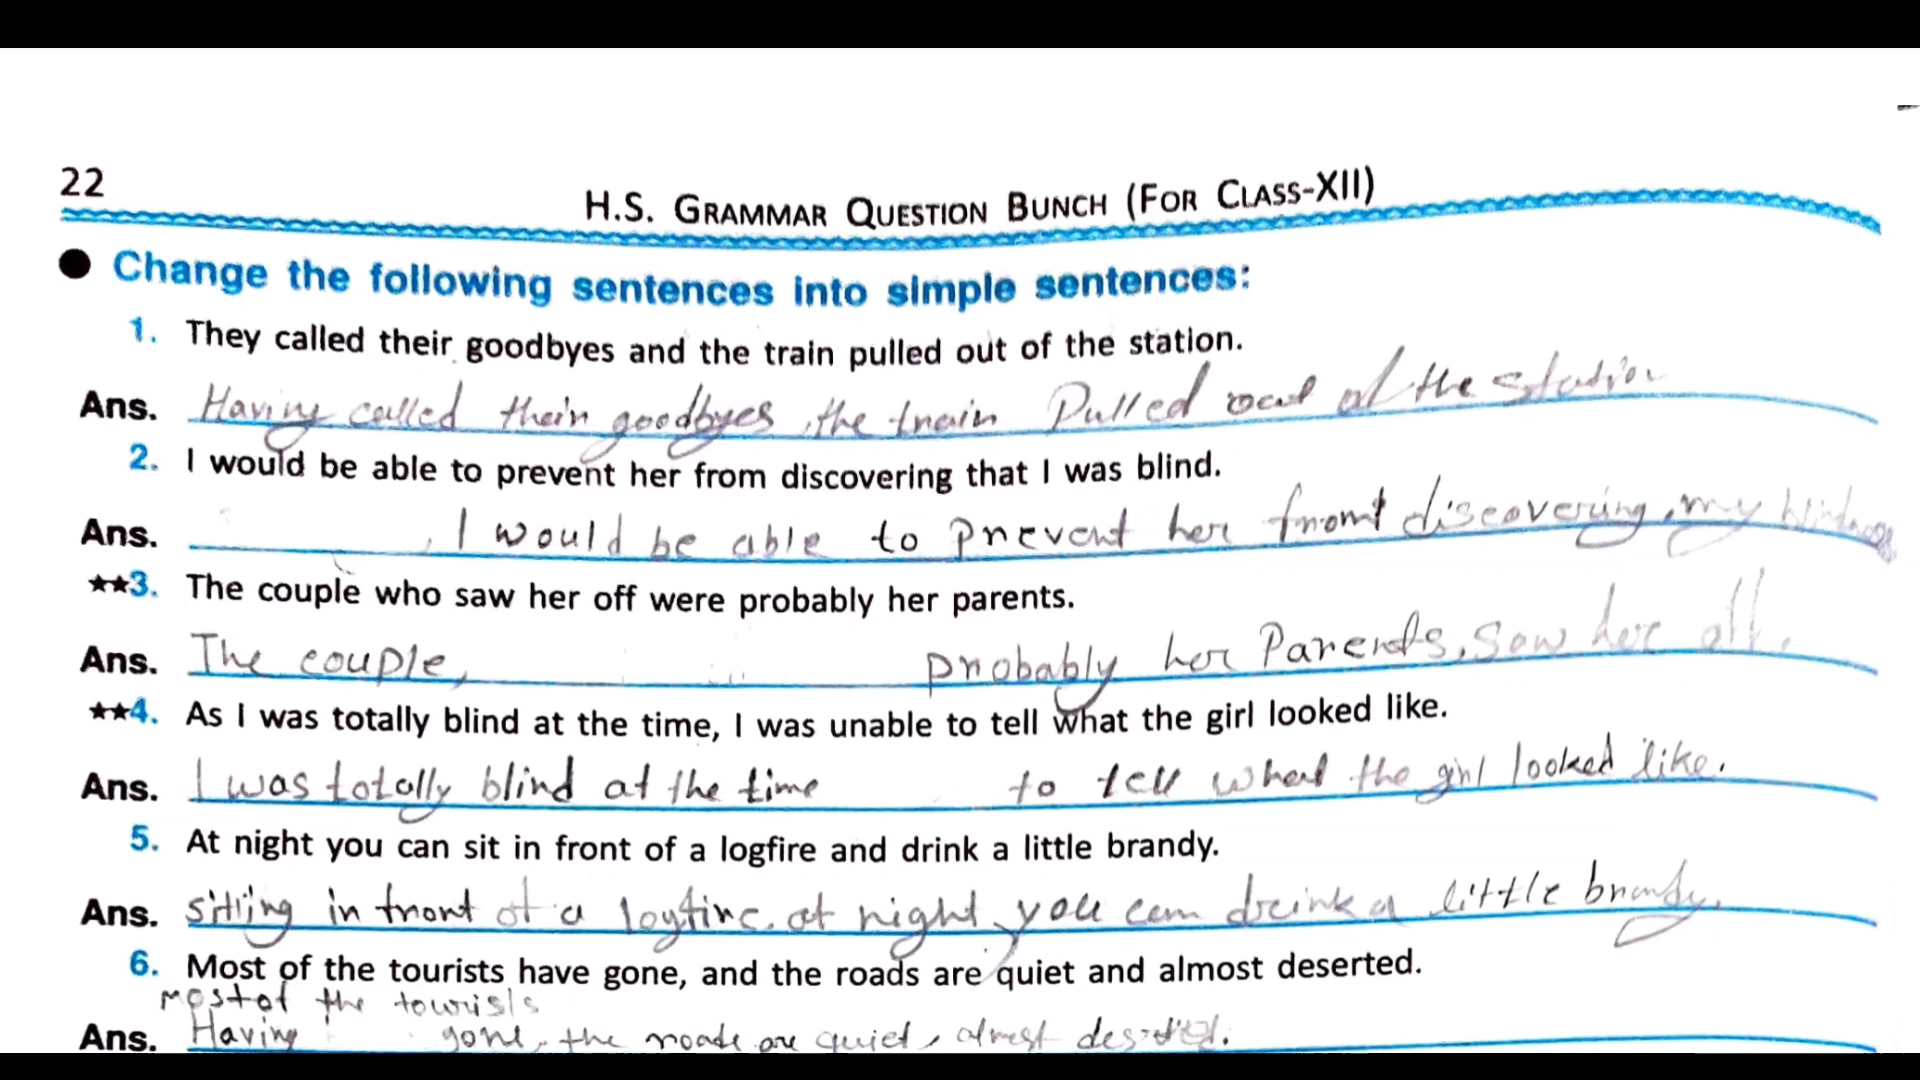 22
H.S. GRAMMAR QUESTION BUNCH (FOR CLASS-XII)
● Change the following sentences into simple sentences:
1. They called their goodbyes and the train pulled out of the station.
Ans. Having called their goodbyes, the train Pulled out of the station
2. I would be able to prevent her from discovering that I was blind.
Ans. I would be able to prevent her from discovering my blindness
★★3. The couple who saw her off were probably her parents.
Ans. The couple, probably her Parents, saw her off.
★★4. As I was totally blind at the time, I was unable to tell what the girl looked like.
Ans. I was totally blind at the time to tell what the girl looked like.
5. At night you can sit in front of a logfire and drink a little brandy.
Ans. sitting in front of a logfire. at night you can drink a little brandy.
6. Most of the tourists have gone, and the roads are quiet and almost deserted.
most of the tourists
Ans. Having gone, the roads are quiet, almost deserted.